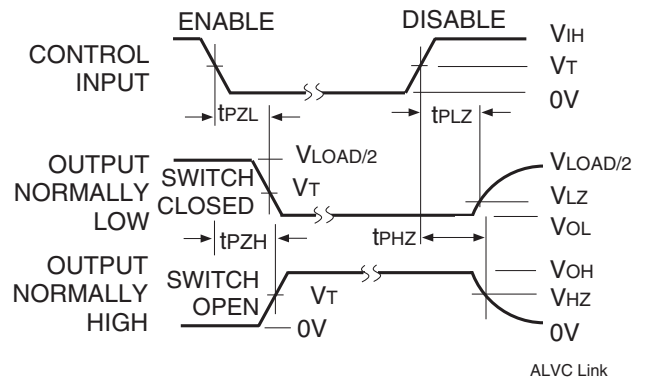 ENABLE DISABLE
CONTROL INPUT
VIH
VT
0V
tPZL
tPLZ
OUTPUT NORMALLY LOW
SWITCH CLOSED
VLOAD/2
VT
VLOAD/2
VLZ
VOL
tPZH
tPHZ
OUTPUT NORMALLY HIGH
SWITCH OPEN
VT
0V
VOH
VHZ
0V
ALVC Link